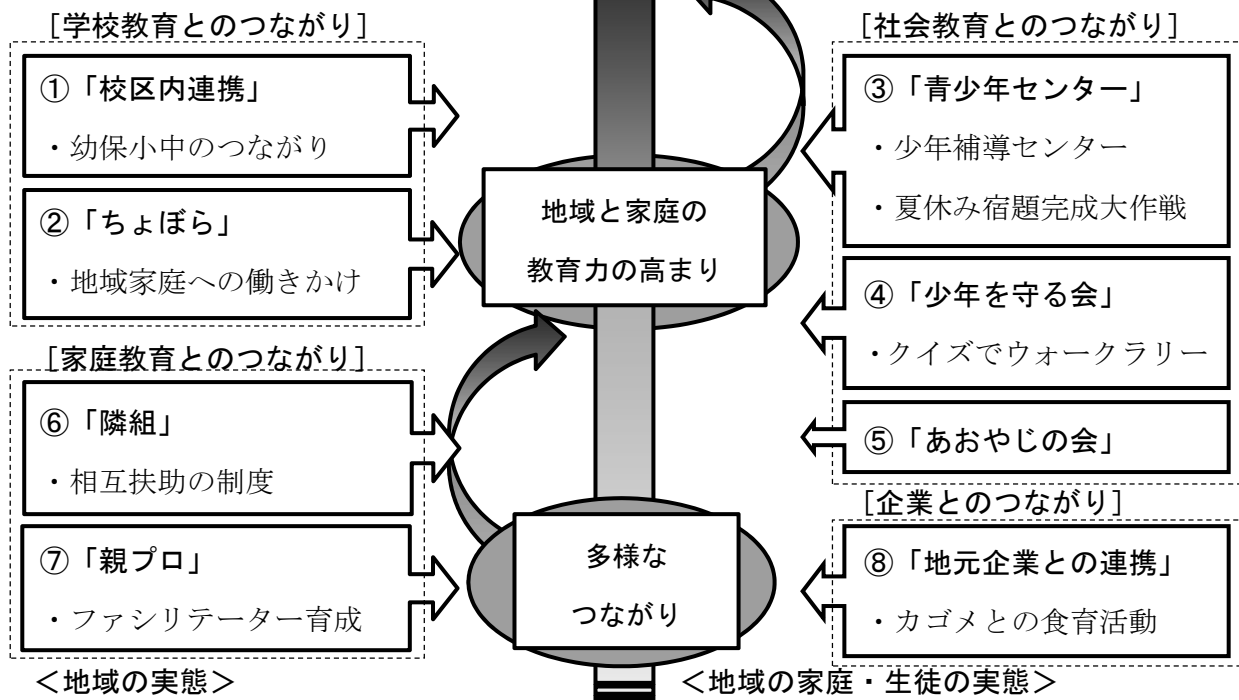 [学校教育とのつながり]
①「校区内連携」
・幼保小中のつながり
②「ちょぼら」
・地域家庭への働きかけ
[家庭教育とのつながり]
⑥「隣組」
・相互扶助の制度
⑦「親プロ」
・ファシリテーター育成
<地域の実態>
地域と家庭の
教育力の高まり
多様な
つながり
[社会教育とのつながり]
③「青少年センター」
・少年補導センター
・夏休み宿題完成大作戦
④「少年を守る会」
・クイズでウォークラリー
⑤「あおやじの会」
[企業とのつながり]
⑧「地元企業との連携」
・カゴメとの食育活動
<地域の家庭・生徒の実態>